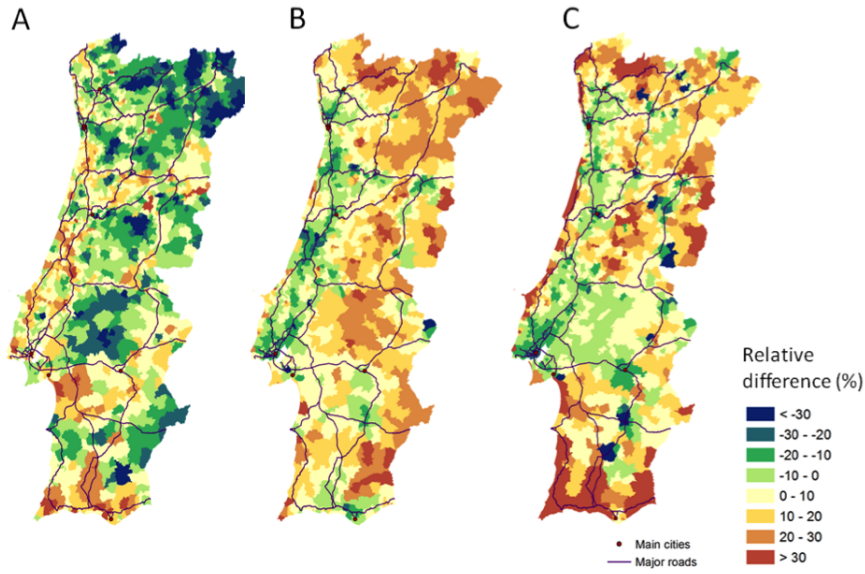 A B C
Relative
difference (%)
< -30
-30 - -20
-20 - -10
-10 - 0
0 - 10
10 - 20
20 - 30
> 30
Main cities
Major roads